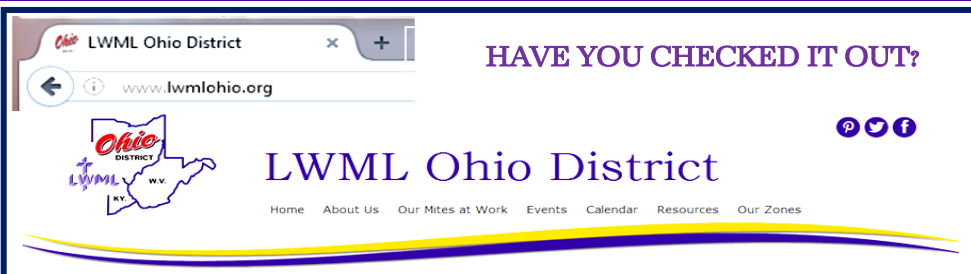 LWML Ohio District
HAVE YOU CHECKED IT OUT?
www.lwmlohio.org
Ohio
DISTRICT
LWML
W.V.
KY.
LWML Ohio District
Home About Us Our Mites at Work Events Calendar Resources Our Zones